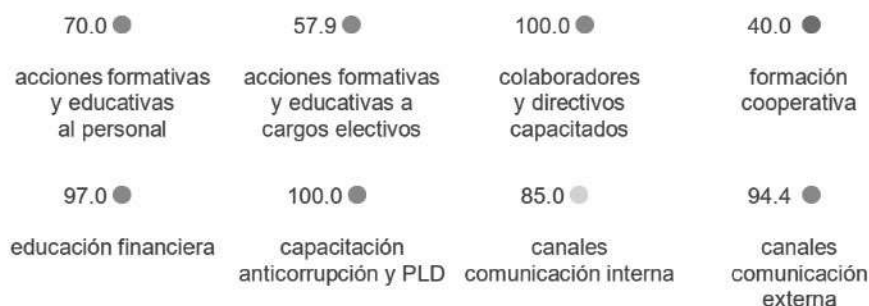 70.0
57.9
100.0
40.0
acciones formativas
y educativas
al personal
acciones formativas
y educativas a
cargos electivos
colaboradores
y directivos
capacitados
formación
cooperativa
97.0
100.0
85.0
94.4
educación financiera
capacitación
anticorrupción y PLD
canales
comunicación interna
canales
comunicación
externa